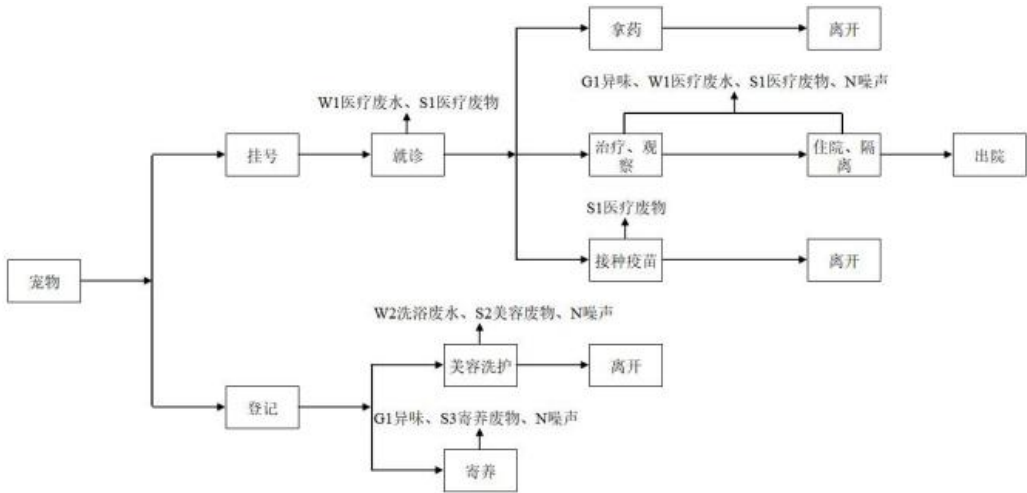 拿药
离开
G1异味、W1医疗废水、S1医疗废物、N噪声
W1医疗废水、S1医疗废物
挂号
就诊
治疗、观
察
住院、隔
离
出院
S1医疗废物
接种疫苗
离开
宠物
W2洗浴废水、S2美容废物、N噪声
美容洗护
离开
登记
G1异味、S3寄养废物、N噪声
寄养